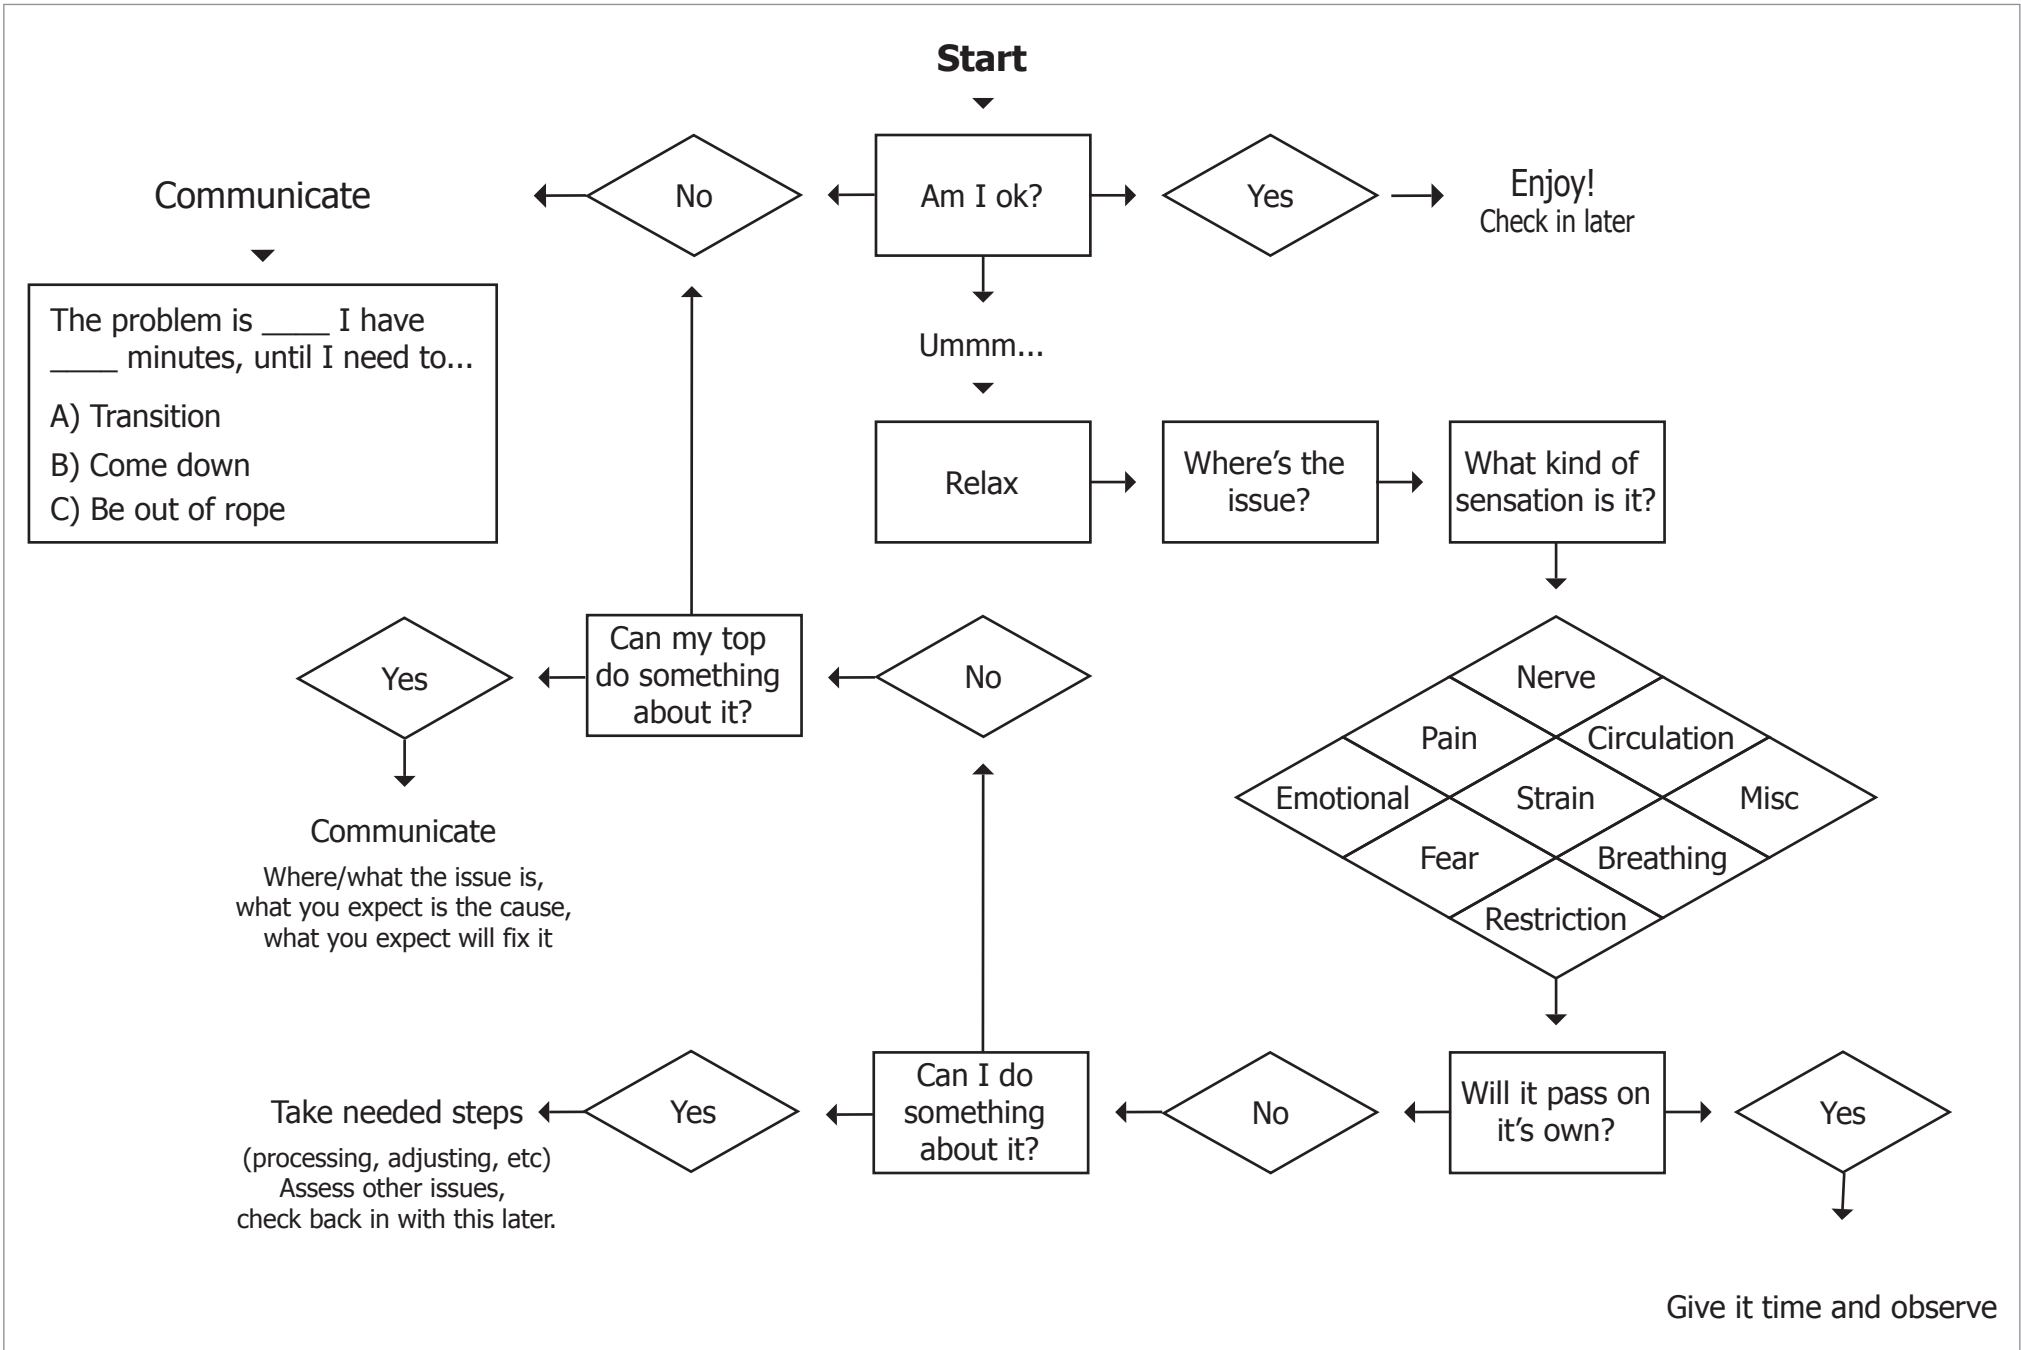 Start
Communicate
No
Am I ok?
Yes
Enjoy!
Check in later
The problem is ____ I have
____ minutes, until I need to...
A) Transition
B) Come down
C) Be out of rope
Ummm...
Relax
Where’s the
issue?
What kind of
sensation is it?
Yes
Can my top
do something
about it?
No
Nerve
Pain
Circulation
Emotional
Strain
Misc
Fear
Breathing
Restriction
Communicate
Where/what the issue is,
what you expect is the cause,
what you expect will fix it
Take needed steps
(processing, adjusting, etc)
Assess other issues,
check back in with this later.
Yes
Can I do
something
about it?
No
Will it pass on
it’s own?
Yes
Give it time and observe